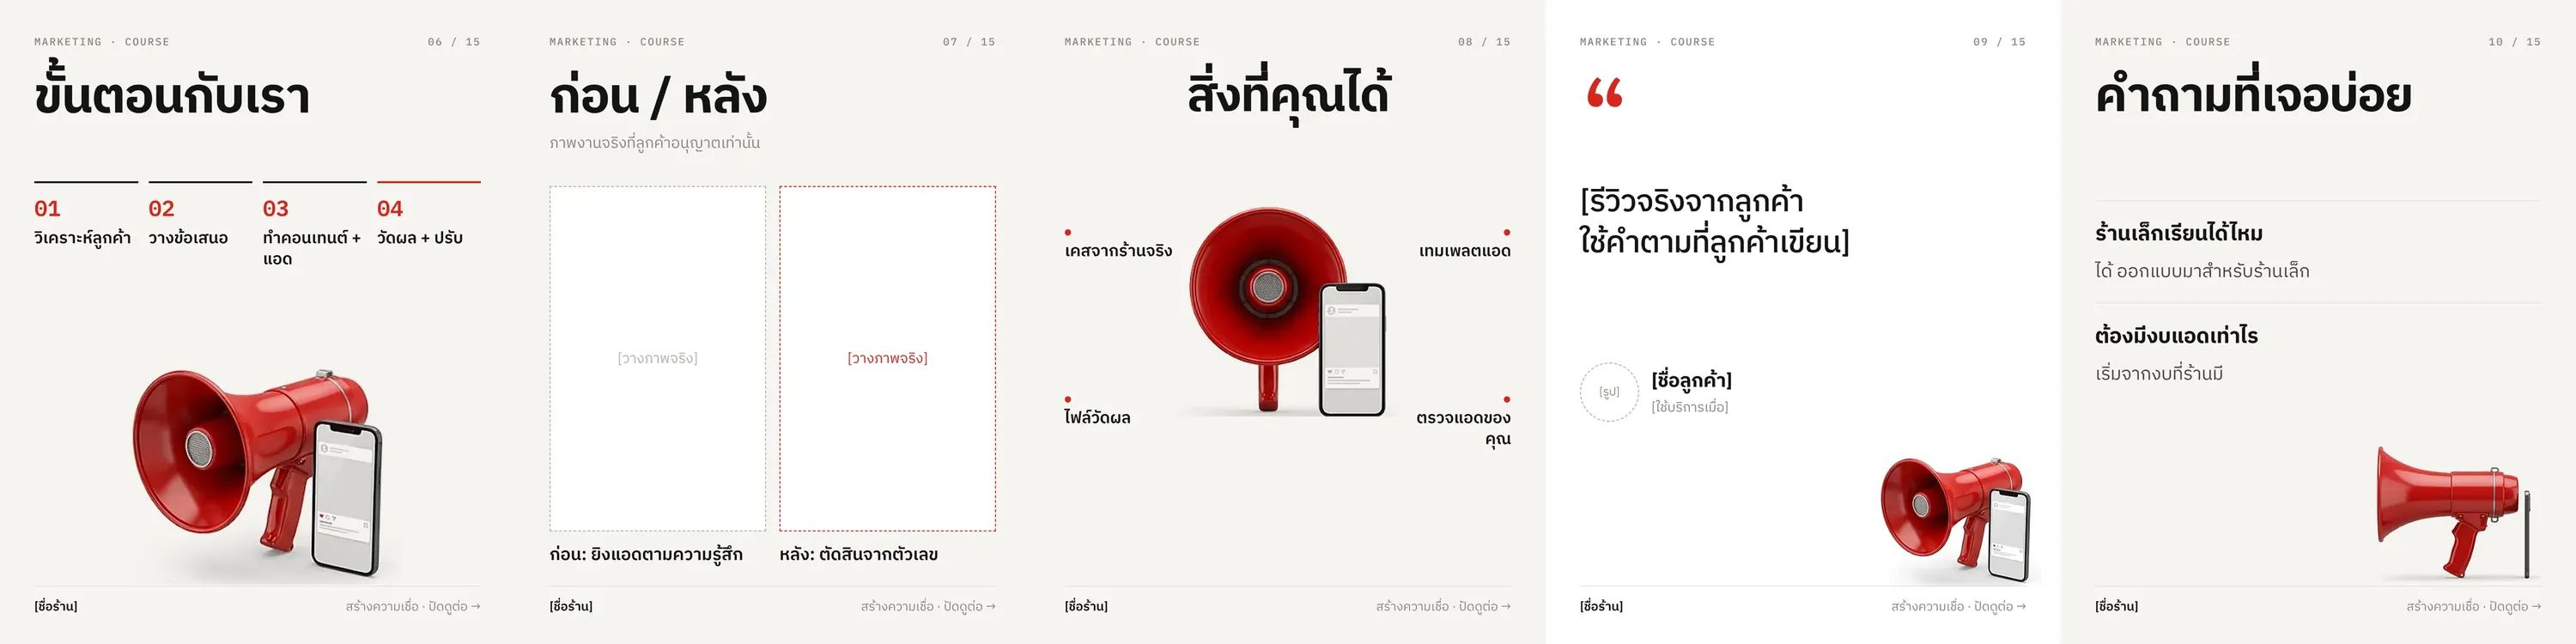 MARKETING · COURSE
06 / 15
ขั้นตอนกับเรา
01
วิเคราะห์ลูกค้า
02
วางข้อเสนอ
03
ทำคอนเทนต์ +
แอด
04
วัดผล + ปรับ
[ชื่อร้าน]
สร้างความเชื่อ · ปัดดูต่อ →
MARKETING · COURSE
07 / 15
ก่อน / หลัง
ภาพงานจริงที่ลูกค้าอนุญาตเท่านั้น
[วางภาพจริง]
[วางภาพจริง]
ก่อน: ยิงแอดตามความรู้สึก
หลัง: ตัดสินจากตัวเลข
[ชื่อร้าน]
สร้างความเชื่อ · ปัดดูต่อ →
MARKETING · COURSE
08 / 15
สิ่งที่คุณได้
เคสจากร้านจริง
เทมเพลตแอด
ไฟล์วัดผล
ตรวจแอดของ
คุณ
[ชื่อร้าน]
สร้างความเชื่อ · ปัดดูต่อ →
MARKETING · COURSE
09 / 15
“
[รีวิวจริงจากลูกค้า
ใช้คำตามที่ลูกค้าเขียน]
[รูป]
[ชื่อลูกค้า]
[ใช้บริการเมื่อ]
[ชื่อร้าน]
สร้างความเชื่อ · ปัดดูต่อ →
MARKETING · COURSE
10 / 15
คำถามที่เจอบ่อย
ร้านเล็กเรียนได้ไหม
ได้ ออกแบบมาสำหรับร้านเล็ก
ต้องมีงบแอดเท่าไร
เริ่มจากงบที่ร้านมี
[ชื่อร้าน]
สร้างความเชื่อ · ปัดดูต่อ →